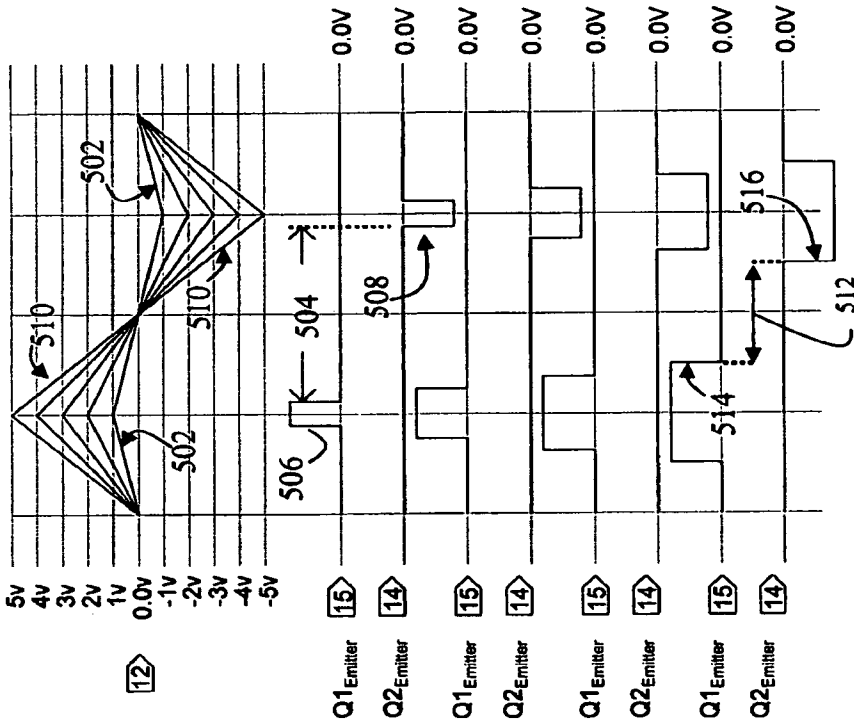 5v
4v
3v
2v
1v
0.0v
-1v
-2v
-3v
-4v
-5v
12
510
502
502
510
504
506
508
Q1Emitter 15 0.0V
Q2Emitter 14 0.0V
Q1Emitter 15 0.0V
Q2Emitter 14 0.0V
Q1Emitter 15 0.0V
Q2Emitter 14 0.0V
Q1Emitter 15 0.0V
Q2Emitter 14 0.0V
514
516
512